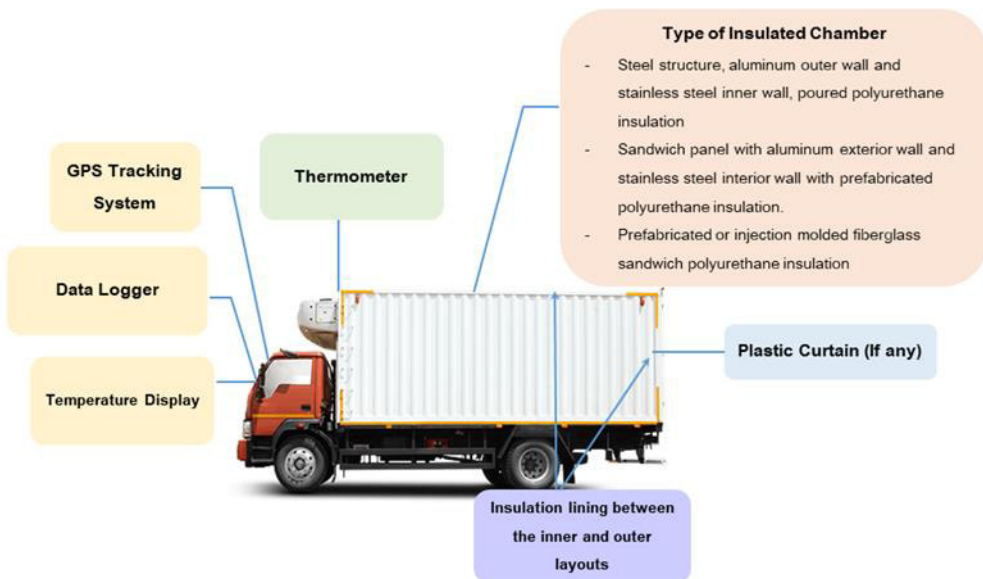 Type of Insulated Chamber
- Steel structure, aluminum outer wall and
stainless steel inner wall, poured polyurethane
insulation
- Sandwich panel with aluminum exterior wall and
stainless steel interior wall with prefabricated
polyurethane insulation.
- Prefabricated or injection molded fiberglass
sandwich polyurethane insulation
GPS Tracking
System
Thermometer
Data Logger
Temperature Display
Plastic Curtain (If any)
Insulation lining between
the inner and outer
layouts